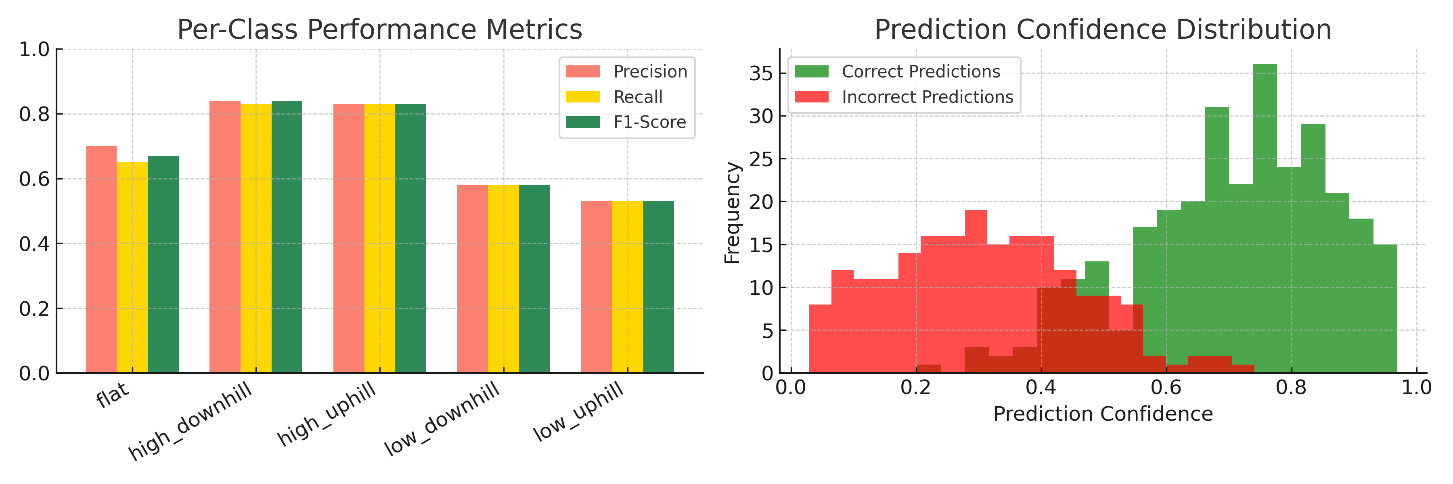 Per-Class Performance Metrics
1.0
0.8
0.6
0.4
0.2
0.0
Precision
Recall
F1-Score
flat
high_downhill
high_uphill
low_downhill
low_uphill
Prediction Confidence Distribution
Correct Predictions
Incorrect Predictions
Frequency
35
30
25
20
15
10
5
0
0.0 0.2 0.4 0.6 0.8 1.0
Prediction Confidence